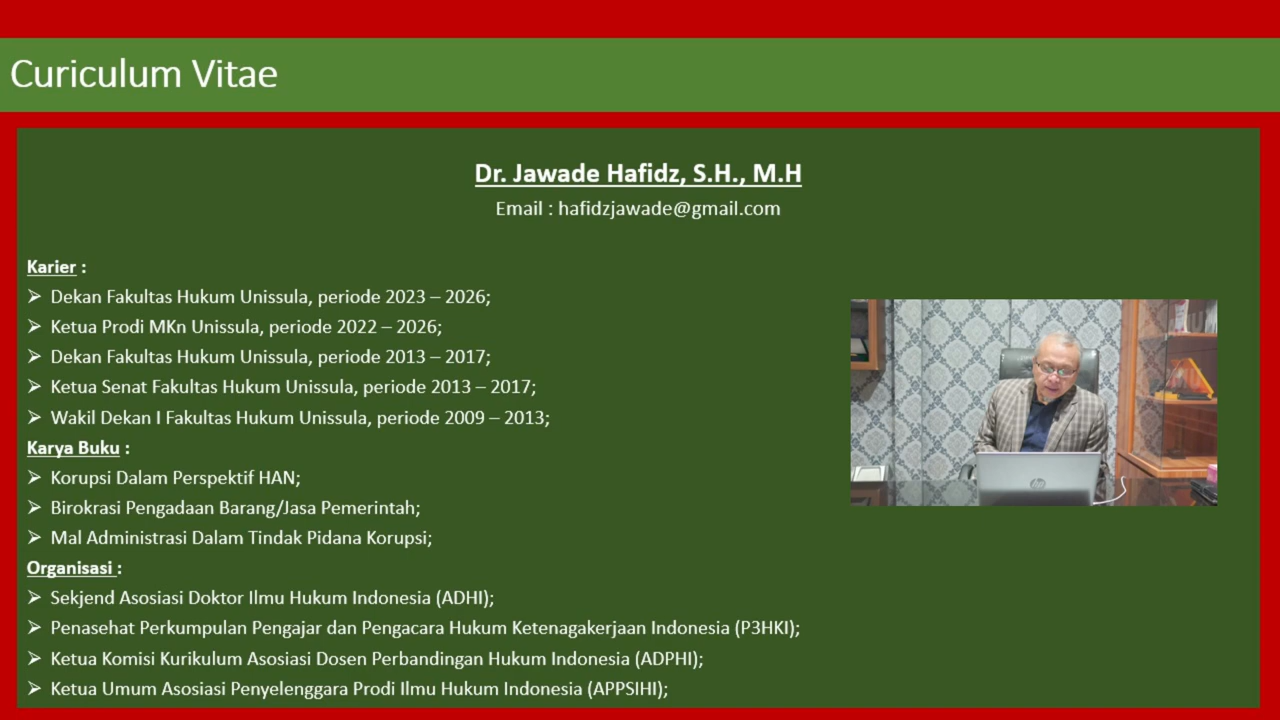 Curiculum Vitae
Dr. Jawade Hafidz, S.H., M.H
Email : hafidzjawade@gmail.com
Karier :
➢ Dekan Fakultas Hukum Unissula, periode 2023 – 2026;
➢ Ketua Prodi MKn Unissula, periode 2022 – 2026;
➢ Dekan Fakultas Hukum Unissula, periode 2013 – 2017;
➢ Ketua Senat Fakultas Hukum Unissula, periode 2013 – 2017;
➢ Wakil Dekan I Fakultas Hukum Unissula, periode 2009 – 2013;
Karya Buku :
➢ Korupsi Dalam Perspektif HAN;
➢ Birokrasi Pengadaan Barang/Jasa Pemerintah;
➢ Mal Administrasi Dalam Tindak Pidana Korupsi;
Organisasi :
➢ Sekjend Asosiasi Doktor Ilmu Hukum Indonesia (ADHI);
➢ Penasehat Perkumpulan Pengajar dan Pengacara Hukum Ketenagakerjaan Indonesia (P3HKI);
➢ Ketua Komisi Kurikulum Asosiasi Dosen Perbandingan Hukum Indonesia (ADPHI);
➢ Ketua Umum Asosiasi Penyelenggara Prodi Ilmu Hukum Indonesia (APPSIHI);
hp